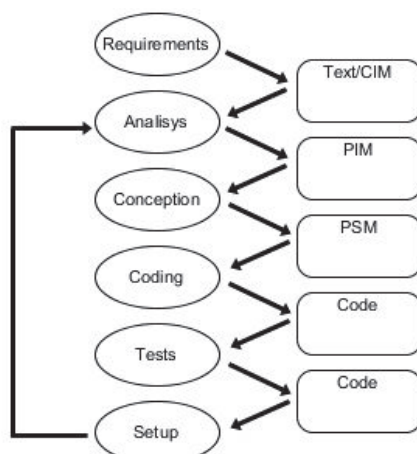 Requirements
Text/CIM
Analisys
PIM
Conception
PSM
Coding
Code
Tests
Code
Setup